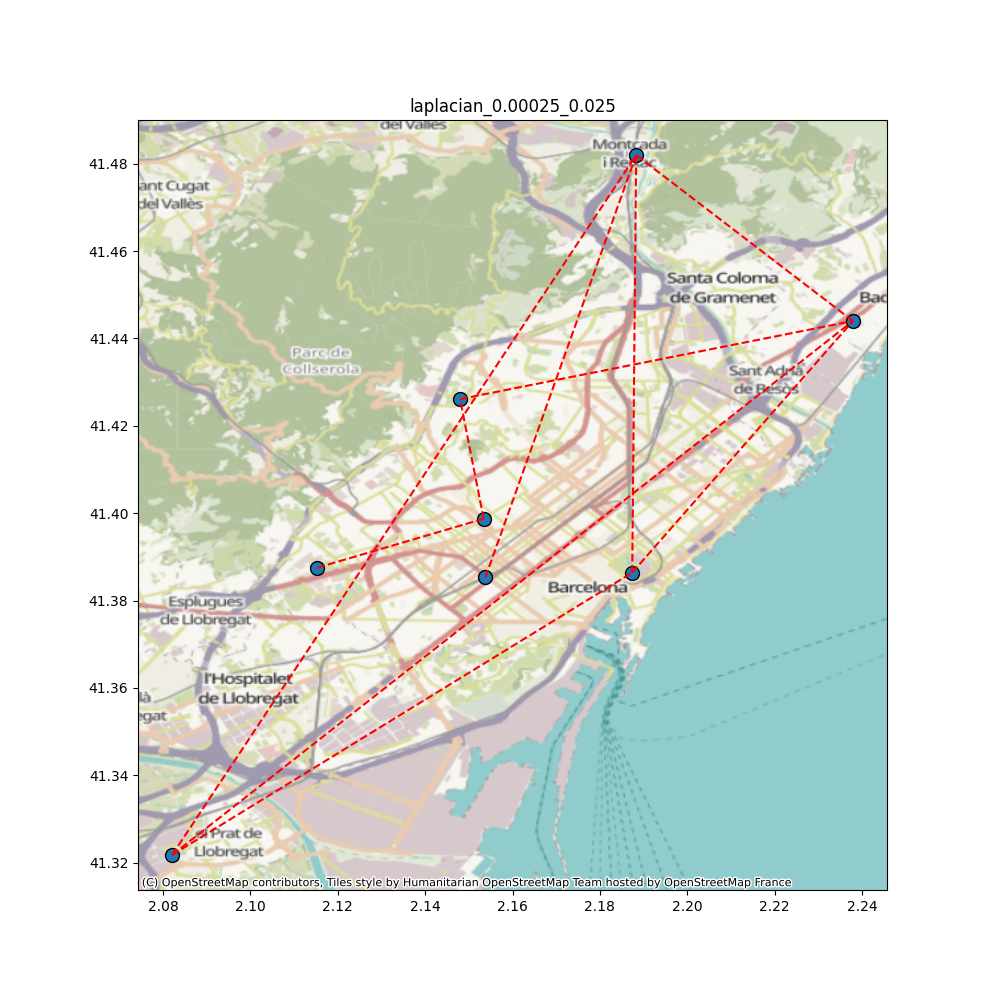 laplacian_0.00025_0.025
del Vallès
41.48
Montcada
i Reixac
ant Cugat
del Vallès
41.46
Santa Coloma
de Gramenet
Bad
41.44
Parc de
Collserola
Sant Adrià
de Besòs
41.42
41.40
Barcelona
41.38
Esplugues
de Llobregat
41.36
l'Hospitalet
de Llobregat
là
egat
41.34
el Prat de
Llobregat
41.32
(C) OpenStreetMap contributors, Tiles style by Humanitarian OpenStreetMap Team hosted by OpenStreetMap France
2.08 2.10 2.12 2.14 2.16 2.18 2.20 2.22 2.24